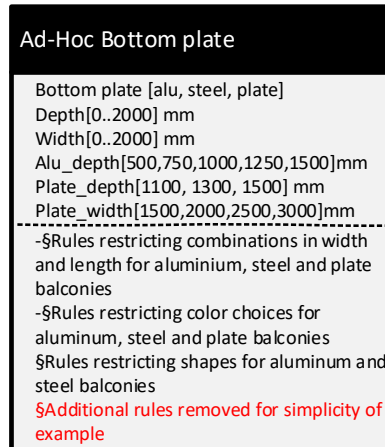 Ad-Hoc Bottom plate
Bottom plate [alu, steel, plate]
Depth[0..2000] mm
Width[0..2000] mm
Alu_depth[500,750,1000,1250,1500]mm
Plate_depth[1100, 1300, 1500] mm
Plate_width[1500,2000,2500,3000]mm
-§Rules restricting combinations in width
and length for aluminium, steel and plate
balconies
-§Rules restricting color choices for
aluminum, steel and plate balconies
§Rules restricting shapes for aluminum and
steel balconies
§Additional rules removed for simplicity of
example